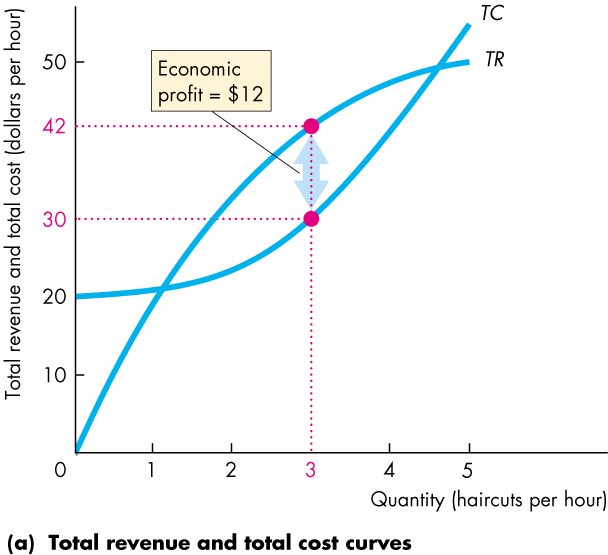 TC
TR
Economic
profit = $12
Total revenue and total cost (dollars per hour)
50
42
30
20
10
0
1
2
3
4
5
Quantity (haircuts per hour)
(a) Total revenue and total cost curves